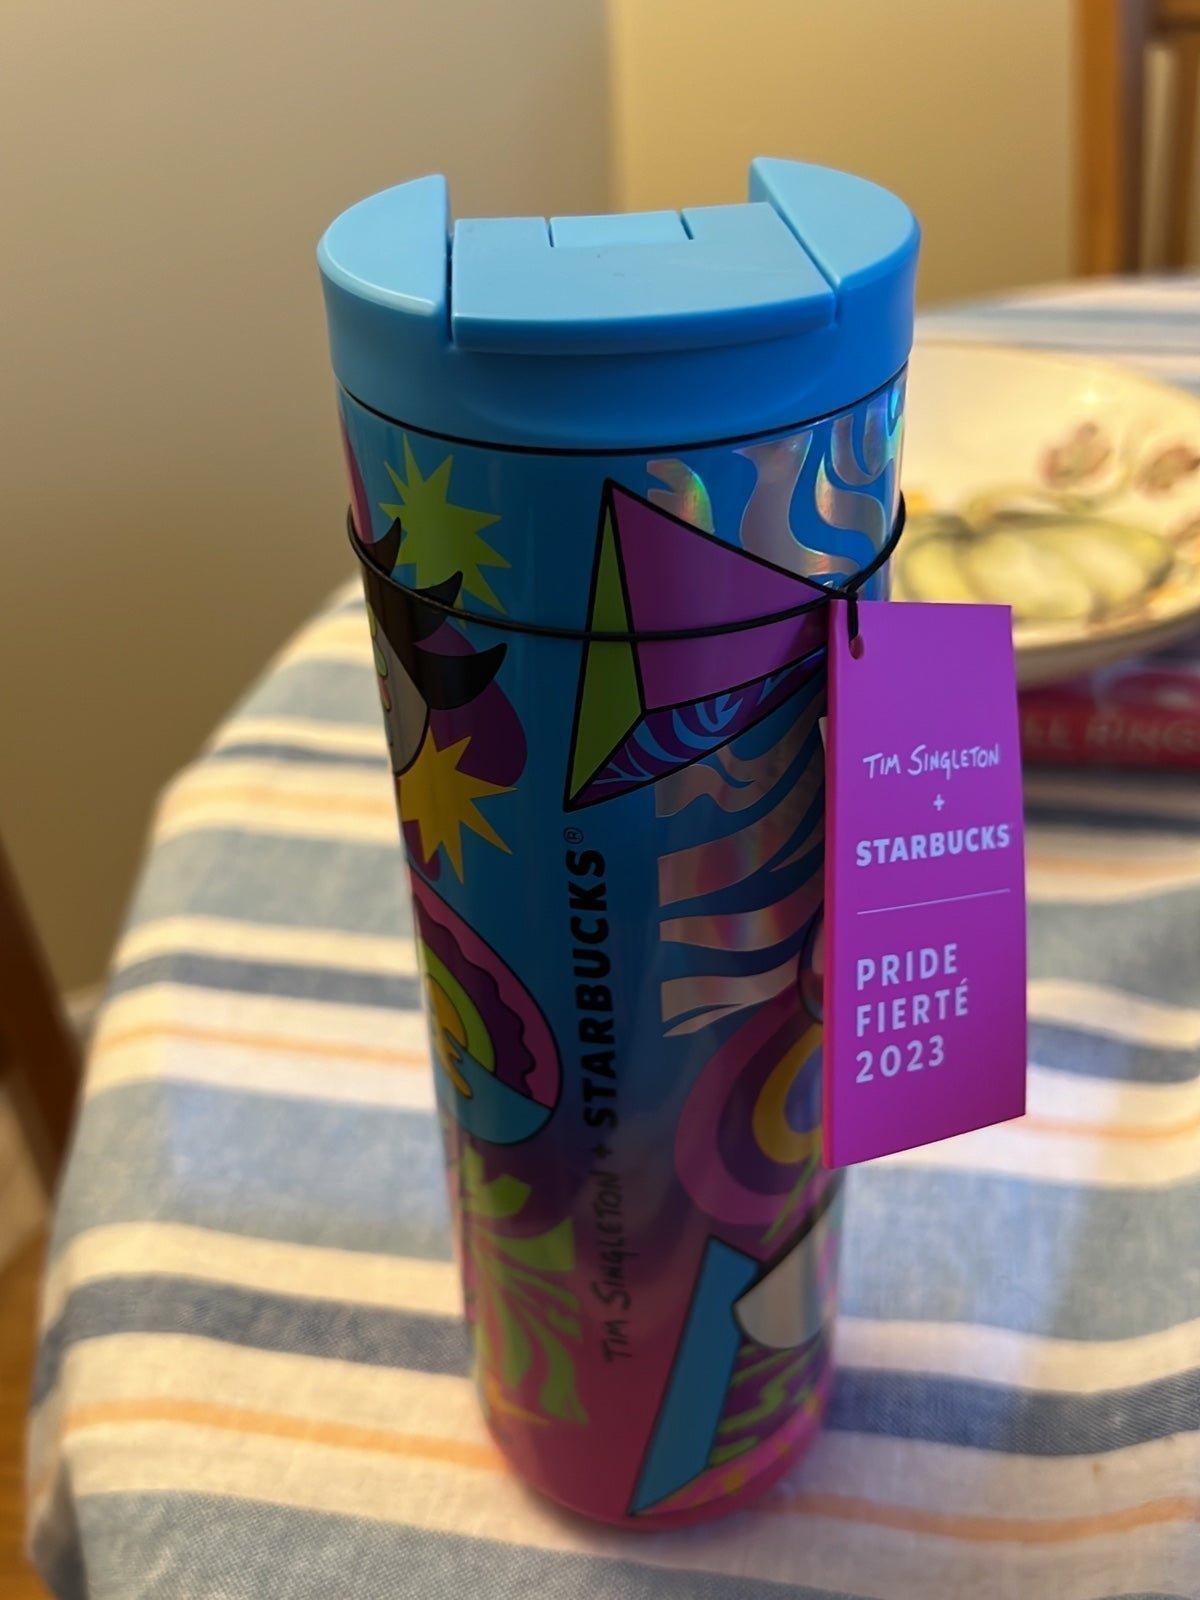 TIM SINGLETON + STARBUCKS®
TIM SINGLETON
+
STARBUCKS
PRIDE
FIERTÉ
2023